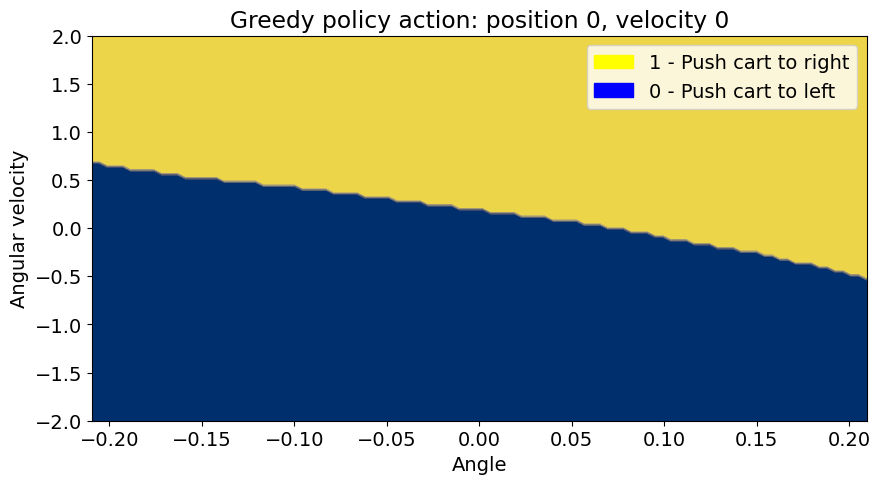 Greedy policy action: position 0, velocity 0
1 - Push cart to right
0 - Push cart to left
Angular velocity
2.0
1.5
1.0
0.5
0.0
−0.5
−1.0
−1.5
−2.0
−0.20 −0.15 −0.10 −0.05 0.00 0.05 0.10 0.15 0.20
Angle